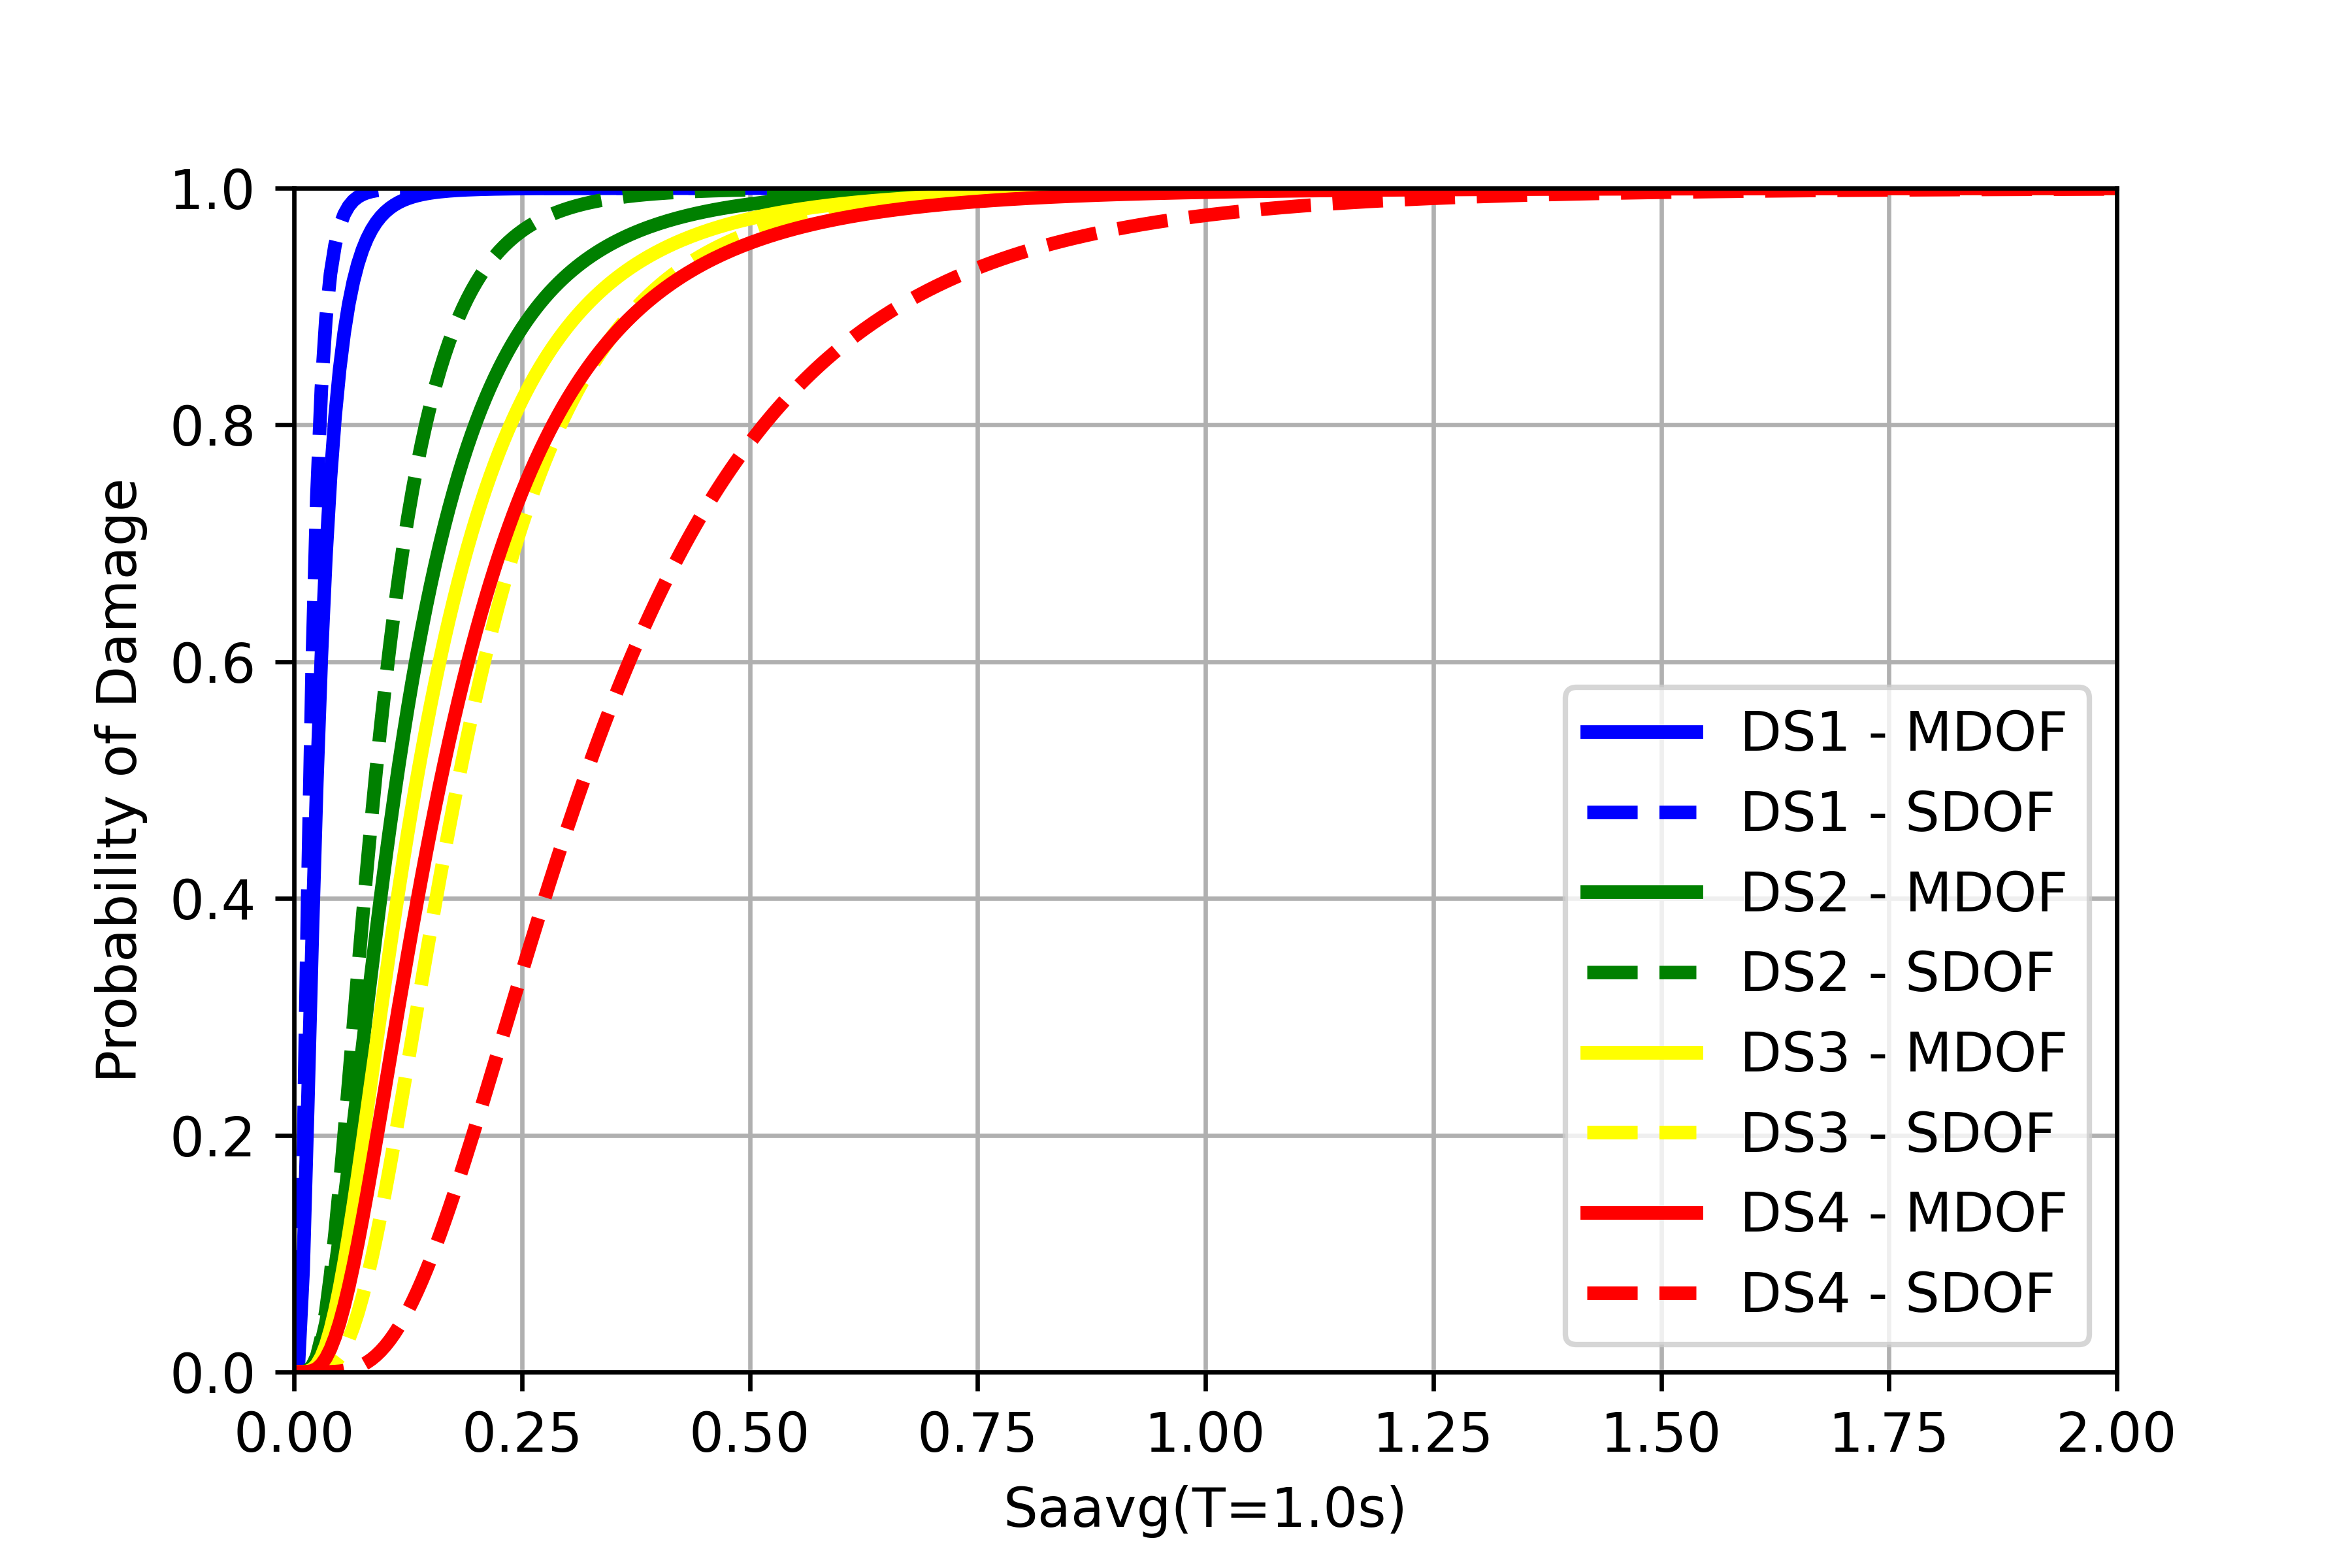 1.0
0.8
0.6
0.4
0.2
0.0
Probability of Damage
0.00 0.25 0.50 0.75 1.00 1.25 1.50 1.75 2.00
Saavg(T=1.0s)
DS1 - MDOF
DS1 - SDOF
DS2 - MDOF
DS2 - SDOF
DS3 - MDOF
DS3 - SDOF
DS4 - MDOF
DS4 - SDOF